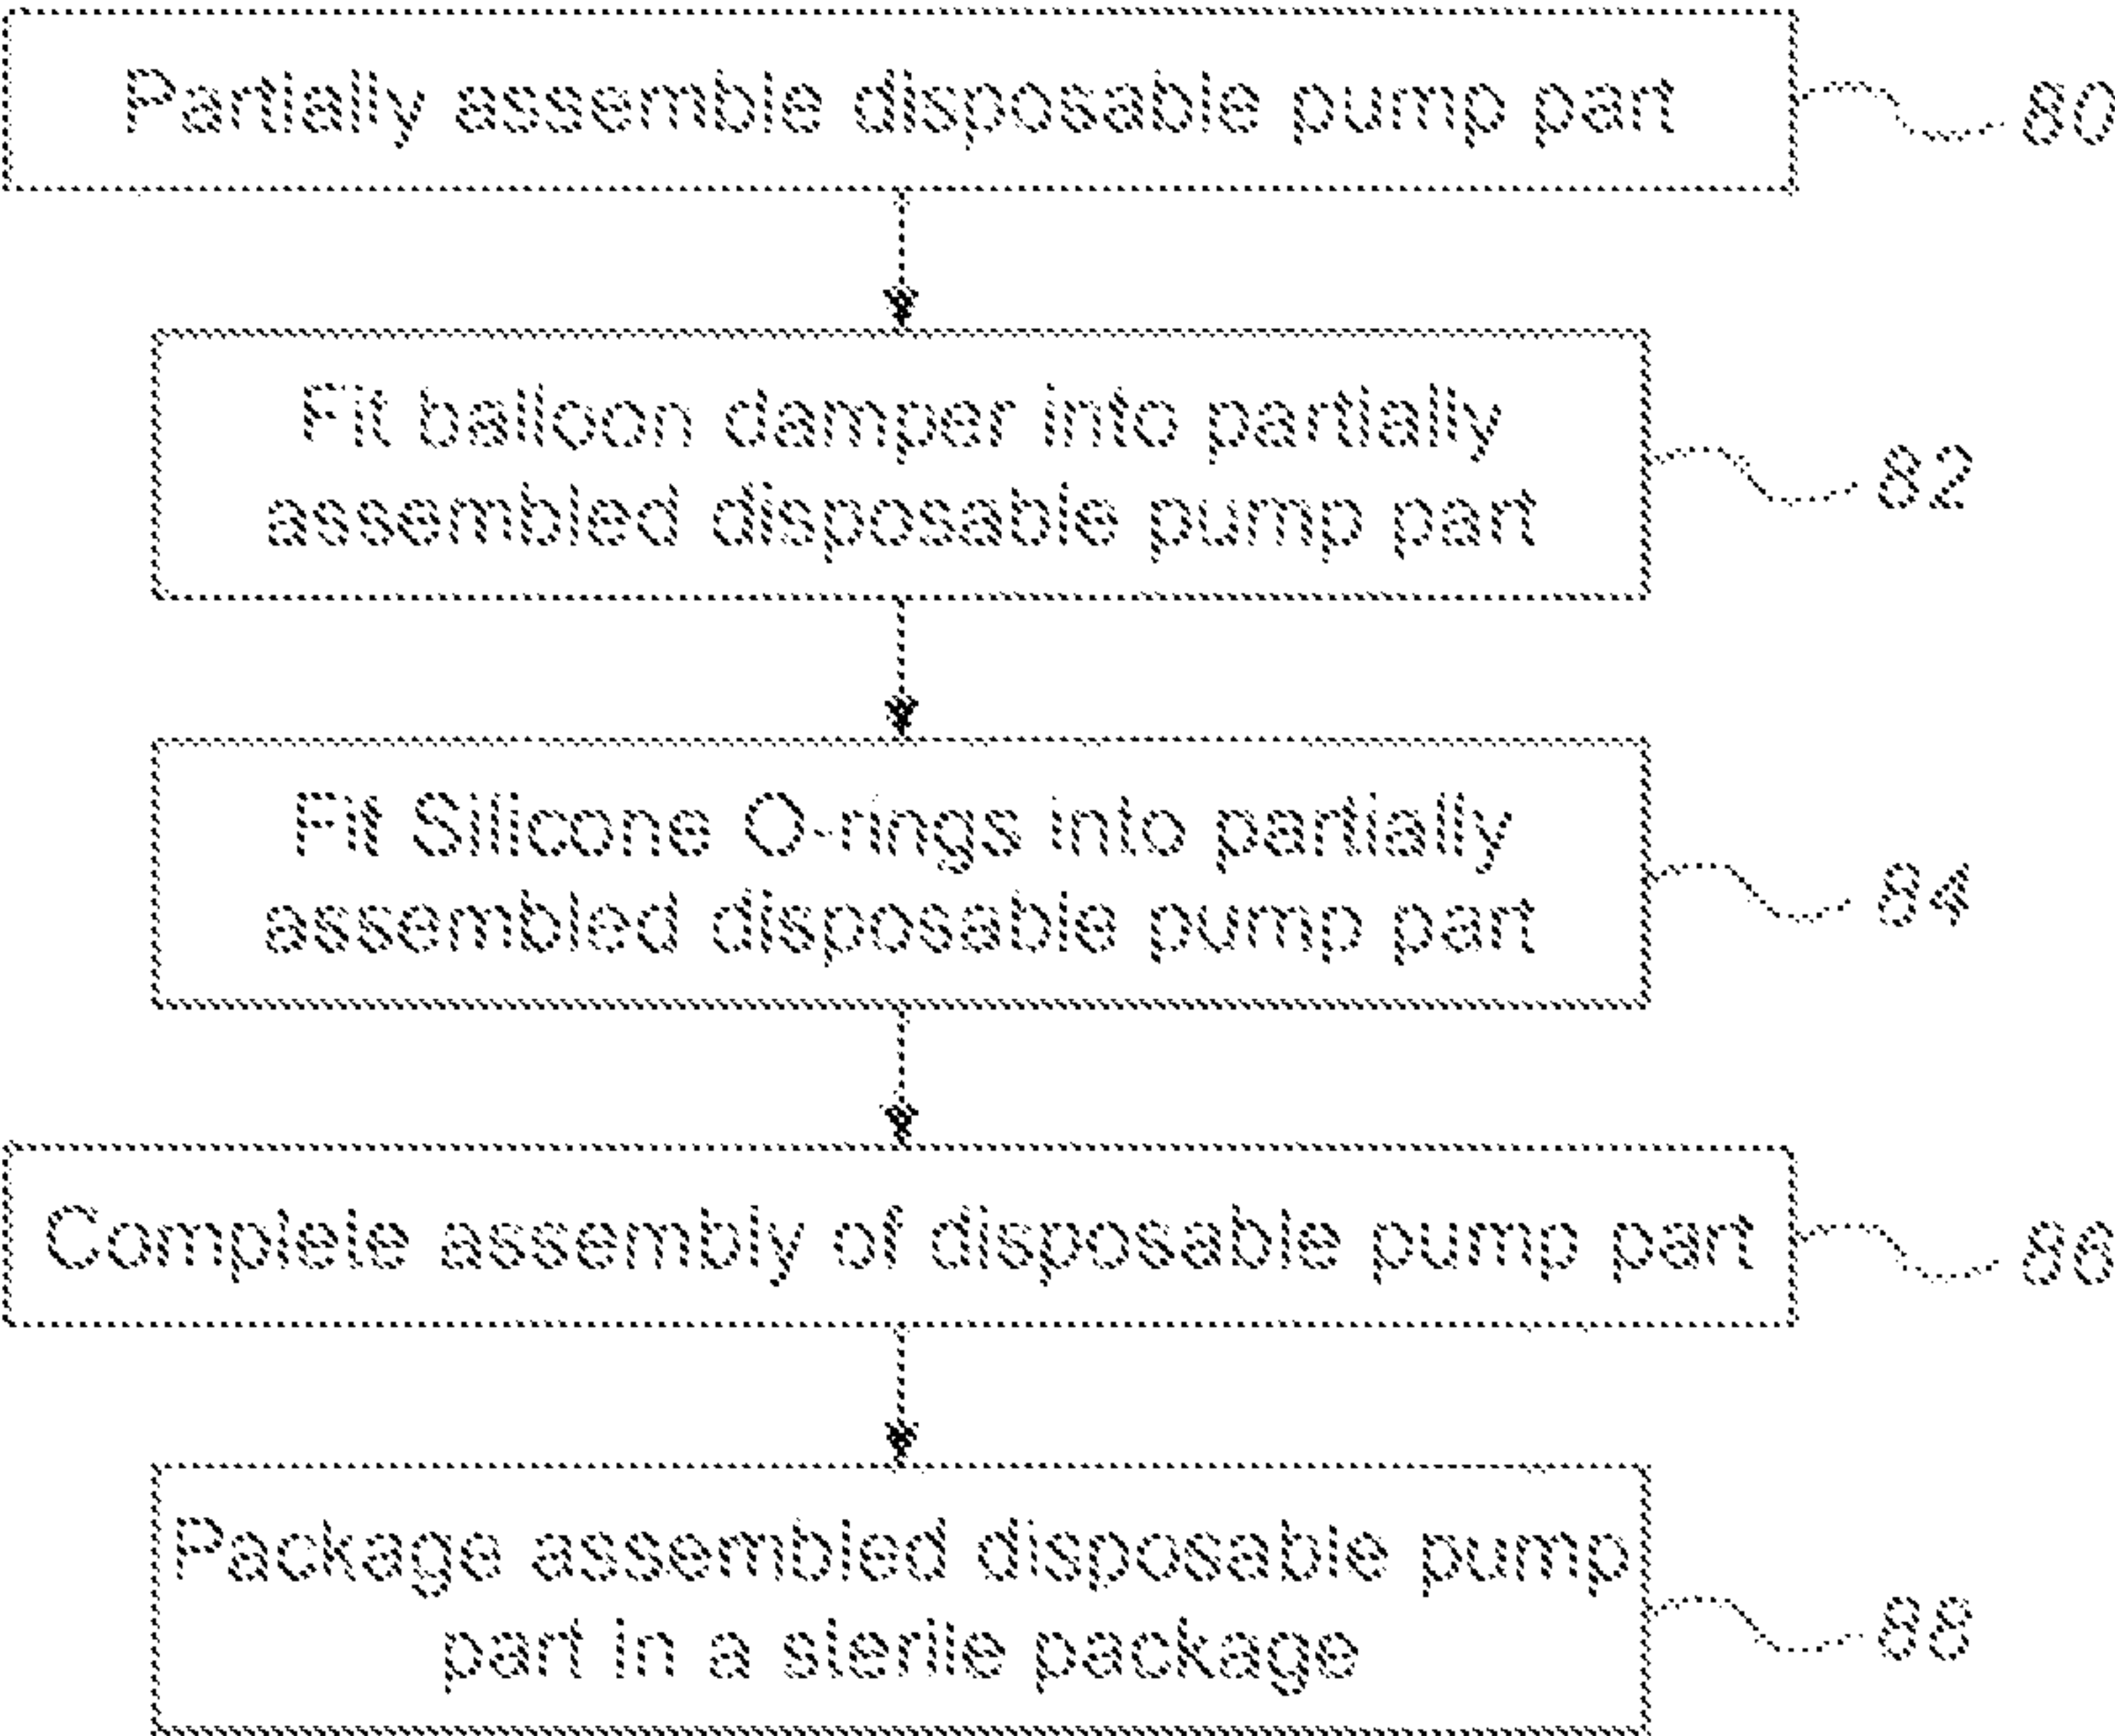 Partially assemble disposable pump part
80
Fit balloon damper into partially
assembled disposable pump part
82
Fit Silicone O-rings into partially
assembled disposable pump part
84
Complete assembly of disposable pump part
86
Package assembled disposable pump
part in a sterile package
88